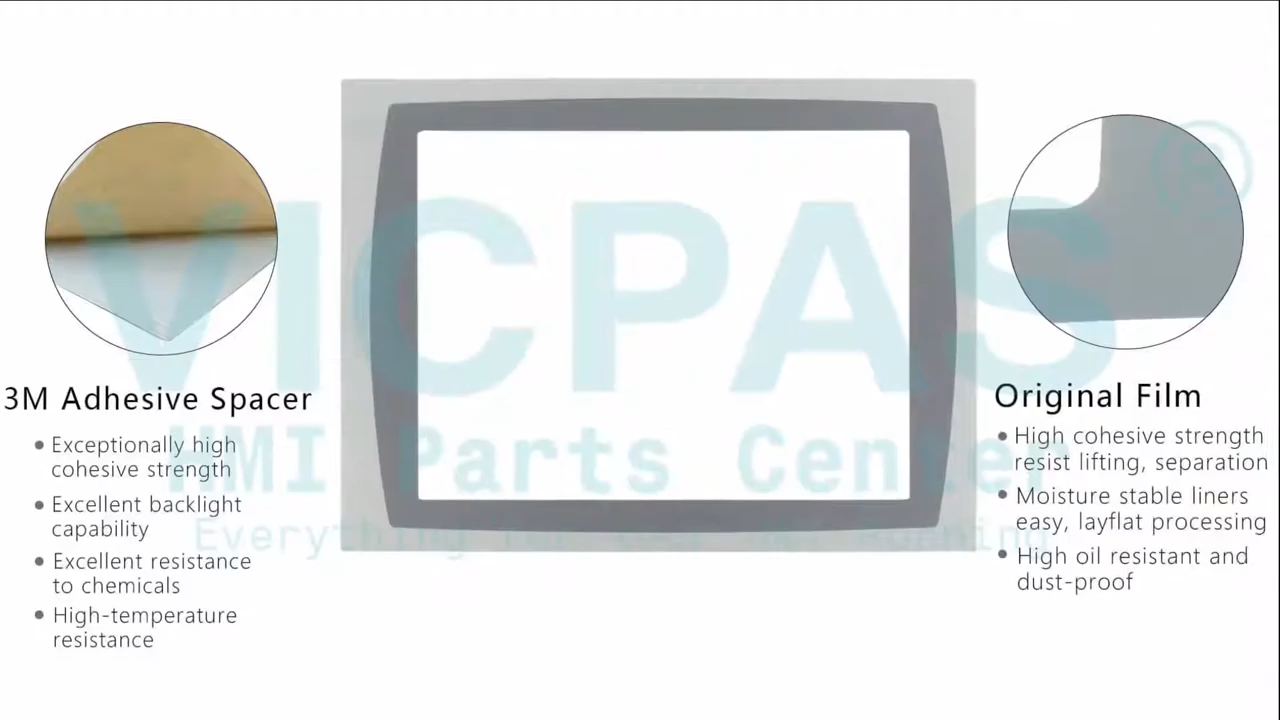 VICPAS®
HMI Parts Center
Everything for
3M Adhesive Spacer
• Exceptionally high
cohesive strength
• Excellent backlight
capability
• Excellent resistance
to chemicals
• High-temperature
resistance
Original Film
• High cohesive strength
resist lifting, separation
• Moisture stable liners
easy, layflat processing
• High oil resistant and
dust-proof